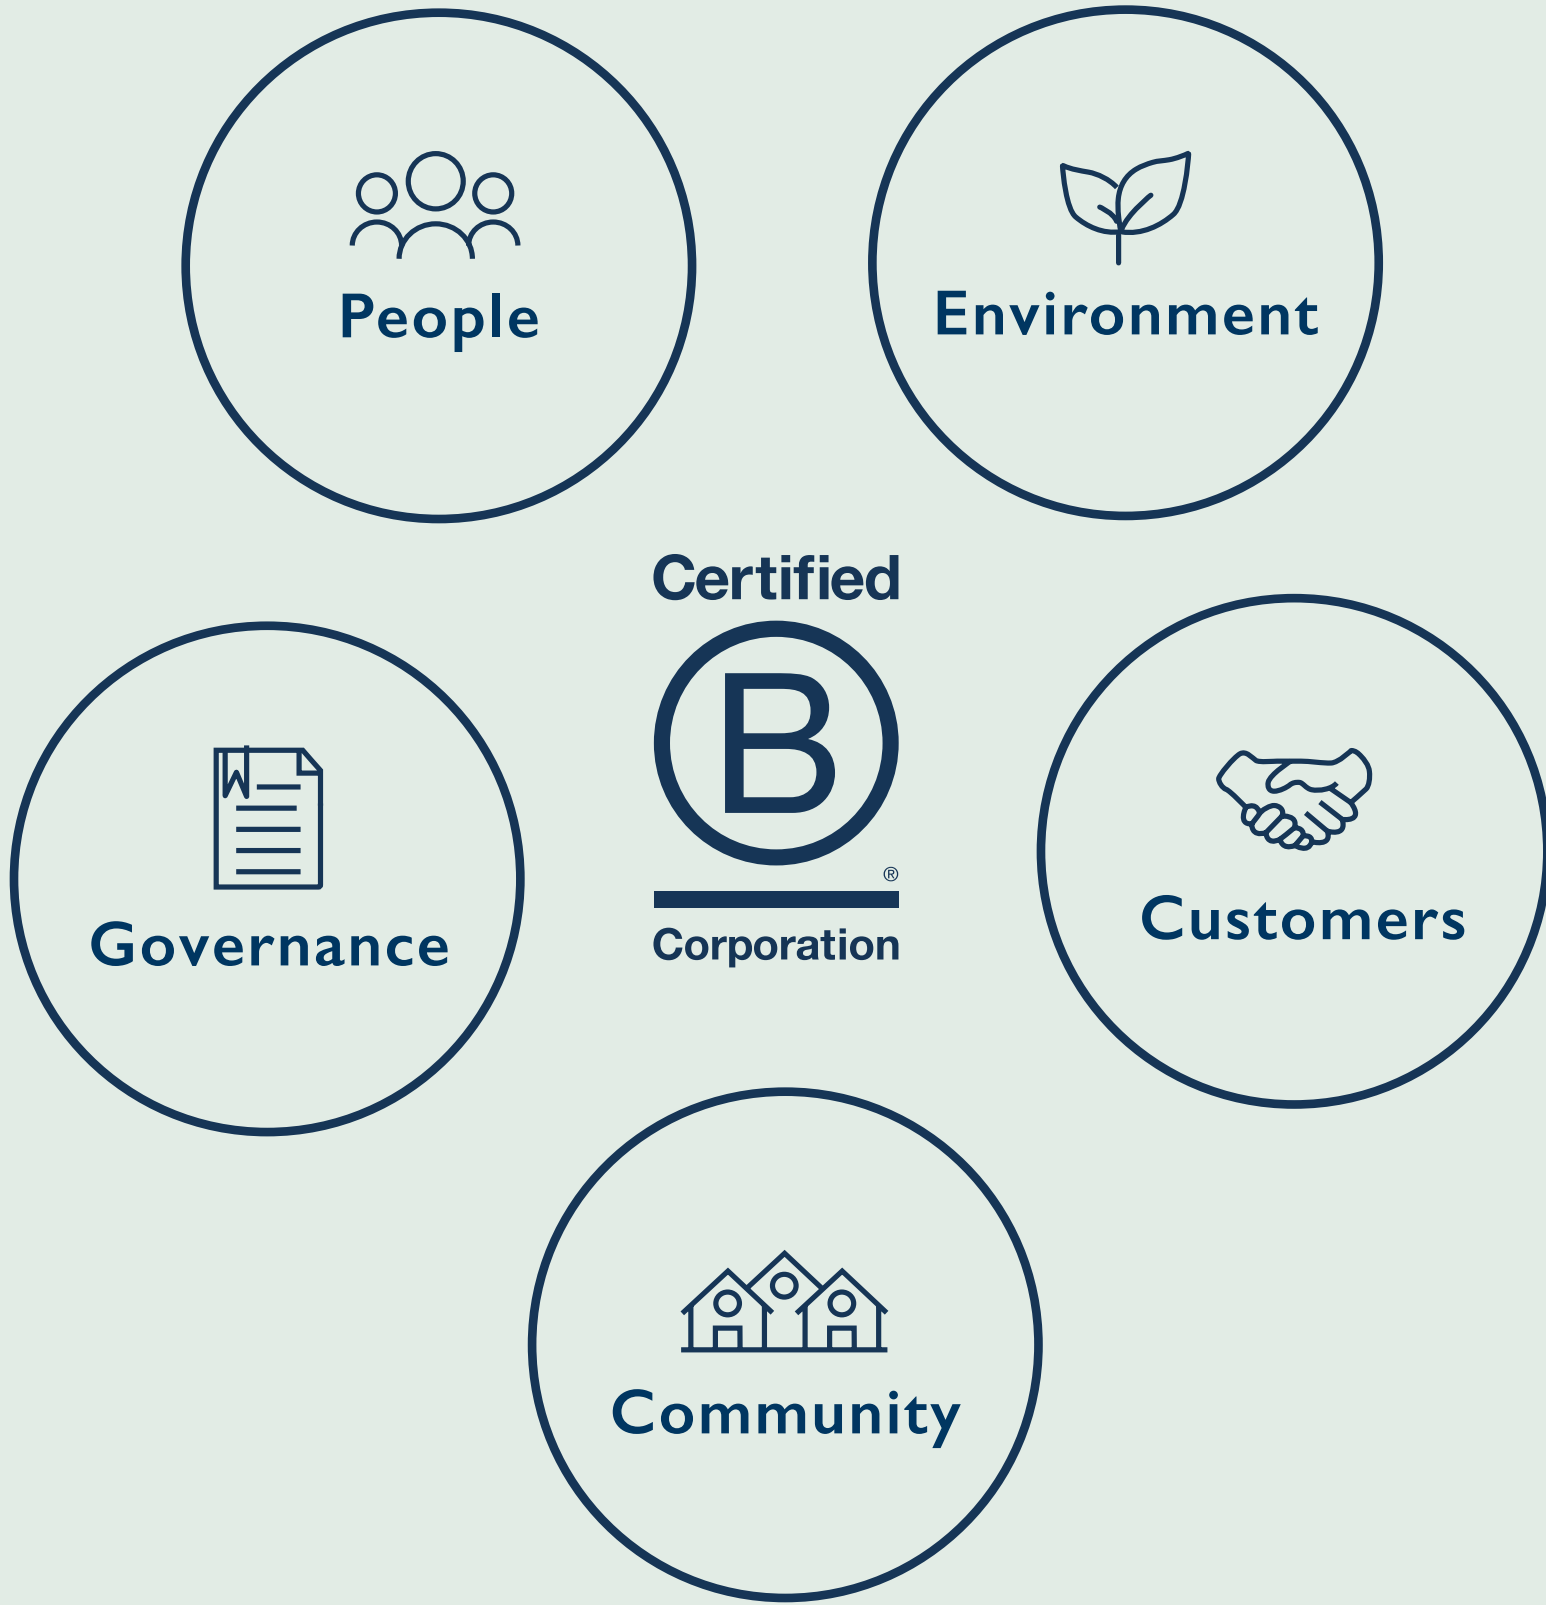 People
Environment
Certified
B
®
Corporation
Governance
Customers
Community